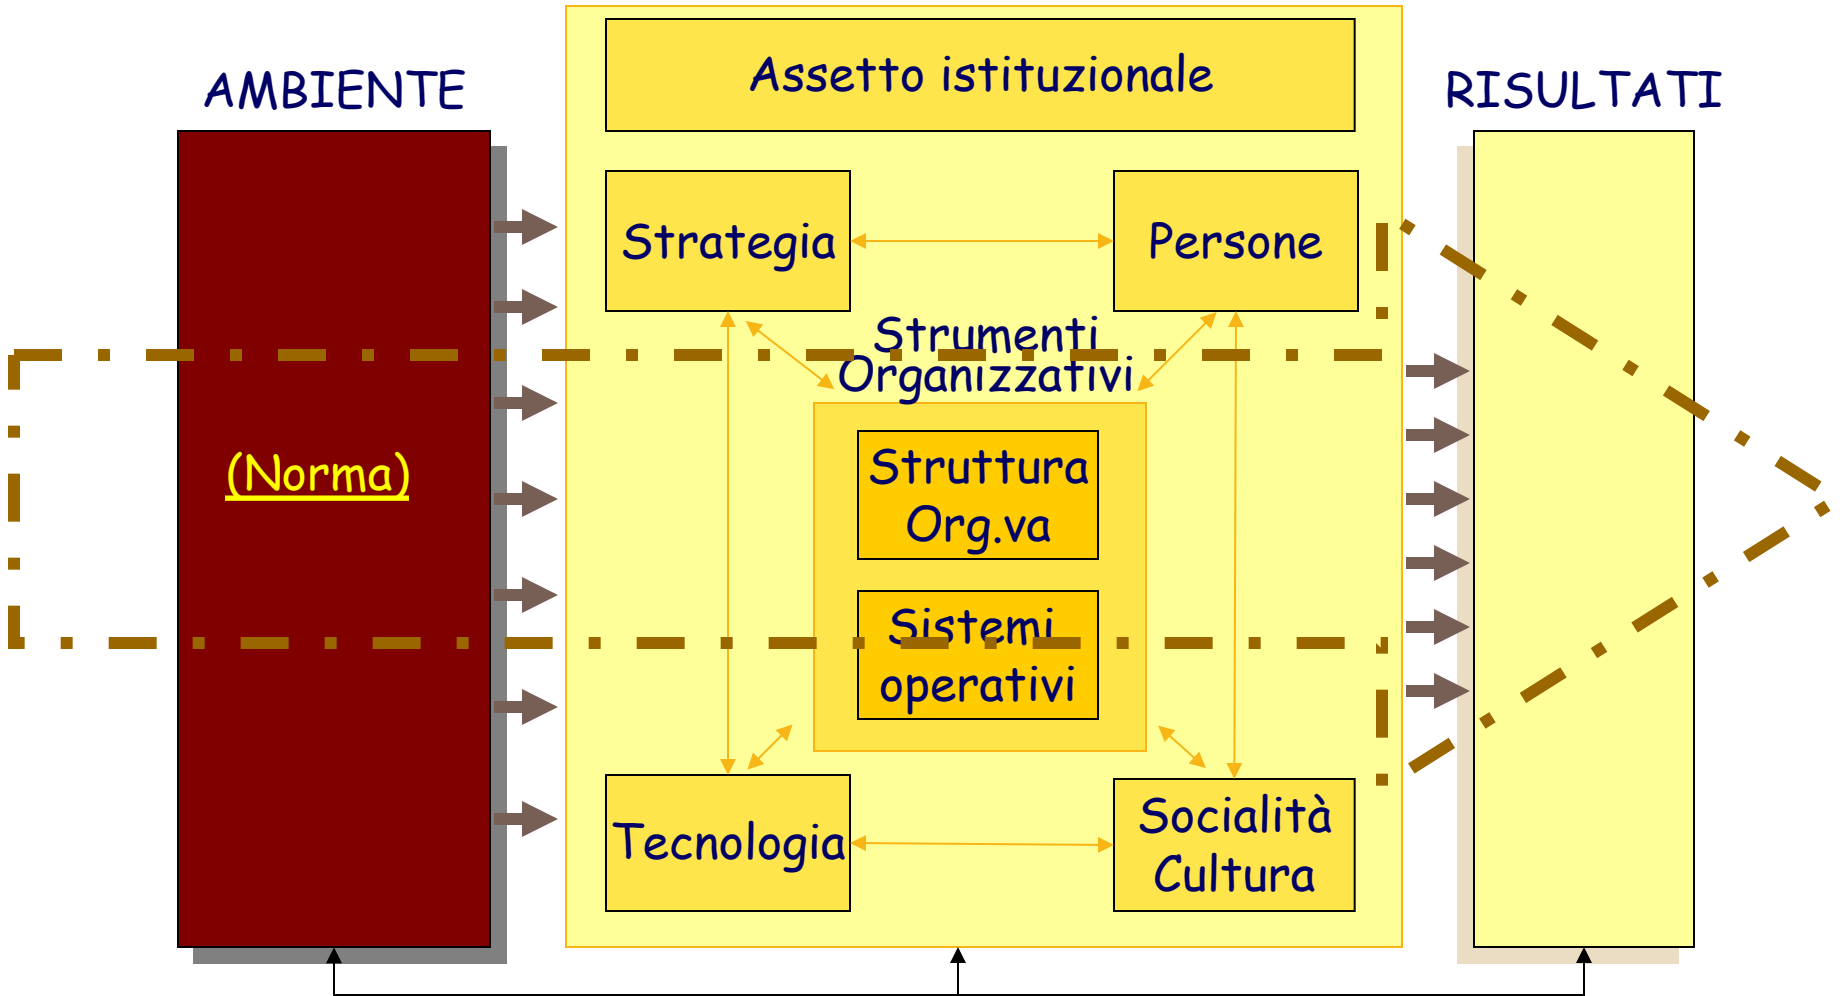 AMBIENTE
Assetto istituzionale
RISULTATI
Strategia
Persone
Strumenti
Organizzativi
(Norma)
Struttura
Org.va
Sistemi
operativi
Tecnologia
Socialità
Cultura